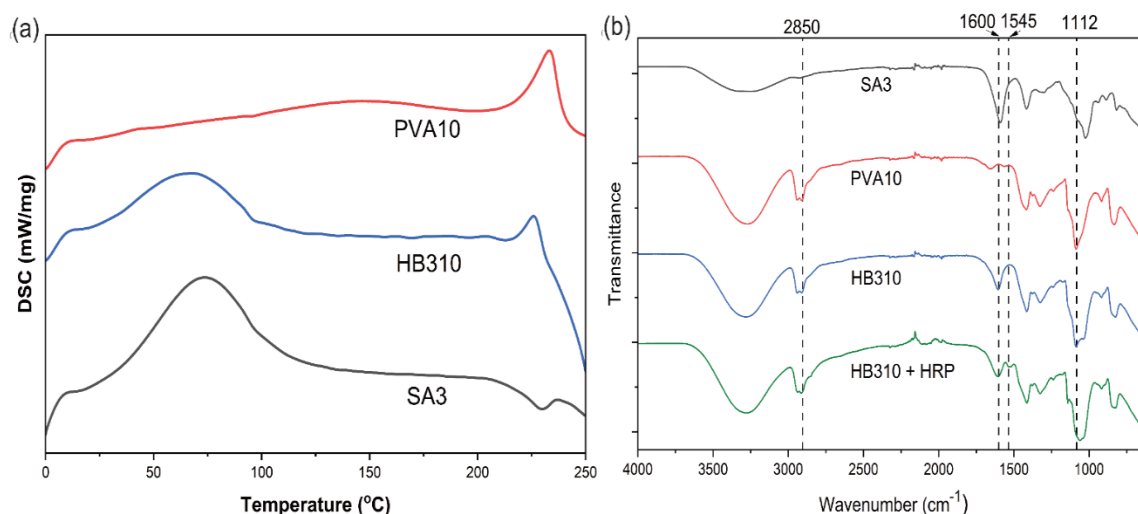 (a)
PVA10
HB310
SA3
DSC (mW/mg)
0 50 100 150 200 250
Temperature (°C)
(b)
2850 1600 1545 1112
SA3
PVA10
HB310
HB310 + HRP
Transmittance
4000 3500 3000 2500 2000 1500 1000
Wavenumber (cm⁻¹)